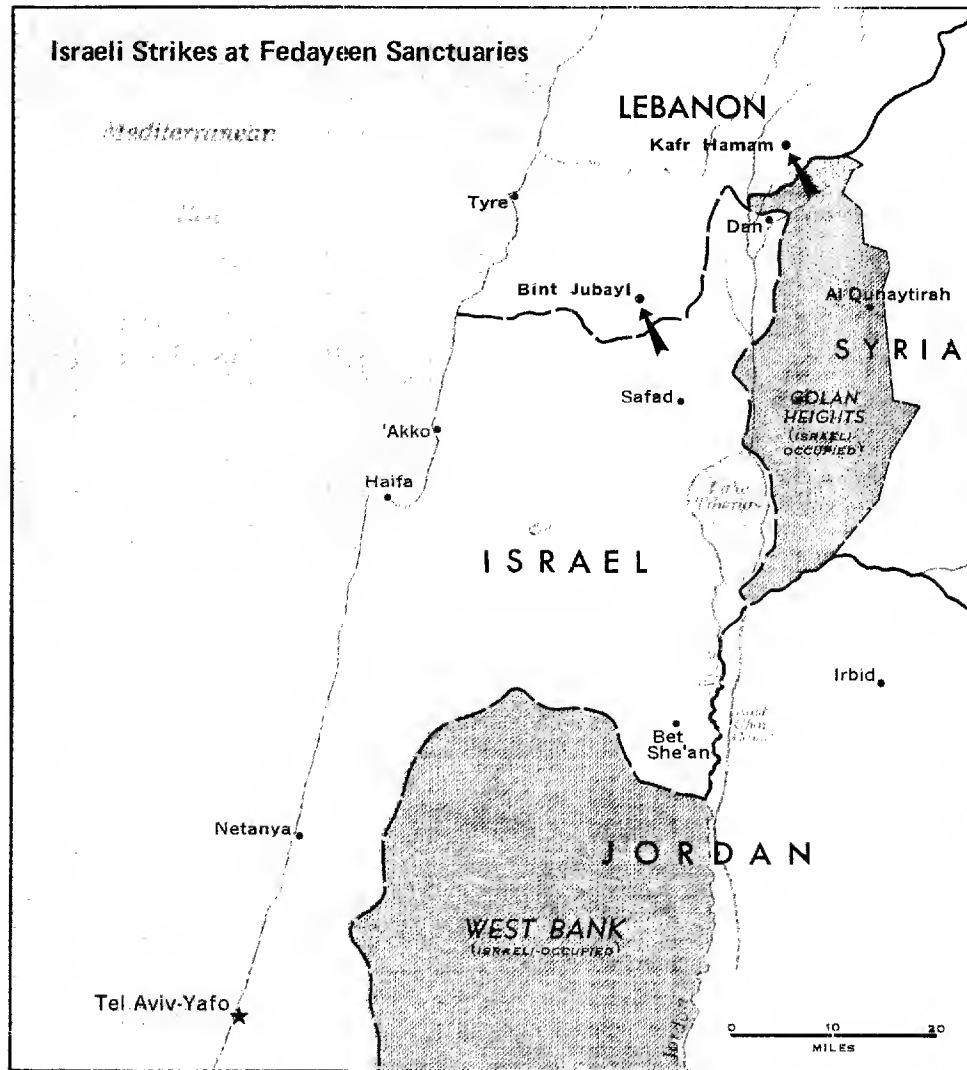 Israeli Strikes at Fedayeen Sanctuaries
Mediterranean
LEBANON
Kafr Hamam
Tyre
Dan
Bint Jubayl
Al Qunaytirah
SYRIA
Safad
GOLAN
HEIGHTS
(ISRAELI-
OCCUPIED)
'Akko
Haifa
Lake
Tiberias
ISRAEL
Irbid
Bet
She'an
Netanya
JORDAN
WEST BANK
(ISRAELI-OCCUPIED)
Tel Aviv-Yafo
0 10 20
MILES